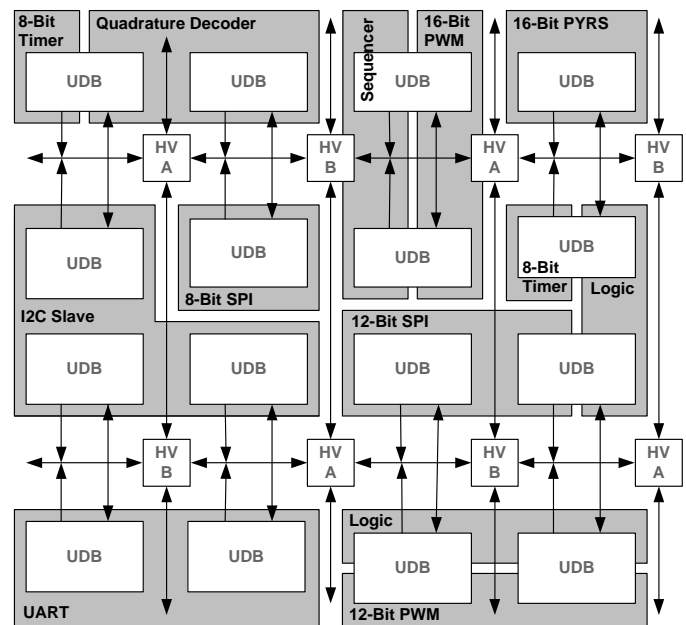 8-Bit
Timer
Quadrature Decoder
Sequencer
16-Bit
PWM
16-Bit PYRS
UDB
UDB
UDB
UDB
HV
A
HV
B
HV
A
HV
B
UDB
UDB
UDB
UDB
8-Bit SPI
8-Bit
Timer
Logic
I2C Slave
12-Bit SPI
UDB
UDB
UDB
UDB
HV
B
HV
A
HV
B
HV
A
Logic
UDB
UDB
UDB
UDB
UART
12-Bit PWM